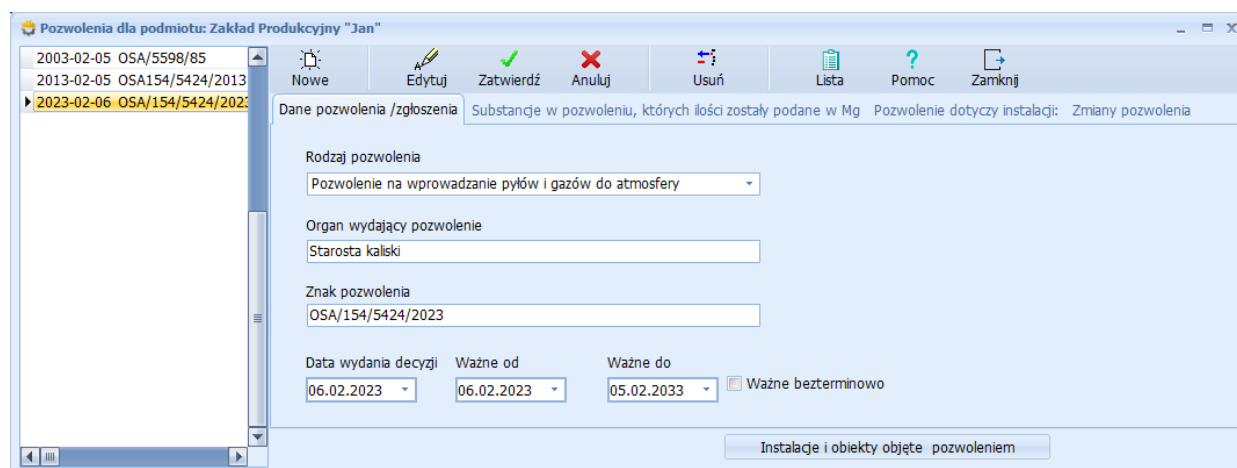 Pozwolenia dla podmiotu: Zakład Produkcyjny "Jan"
2003-02-05 OSA/5598/85
2013-02-05 OSA154/5424/2013
2023-02-06 OSA/154/5424/202
Nowe Edytuj Zatwierdź Anuluj Usuń Lista Pomoc Zamknij
Dane pozwolenia /zgłoszenia Substancje w pozwoleniu, których ilości zostały podane w Mg Pozwolenie dotyczy instalacji: Zmiany pozwolenia
Rodzaj pozwolenia
Pozwolenie na wprowadzanie pyłów i gazów do atmosfery
Organ wydający pozwolenie
Starosta kaliski
Znak pozwolenia
OSA/154/5424/2023
Data wydania decyzji Ważne od Ważne do
06.02.2023 06.02.2023 05.02.2033 Ważne bezterminowo
Instalacje i obiekty objęte pozwoleniem